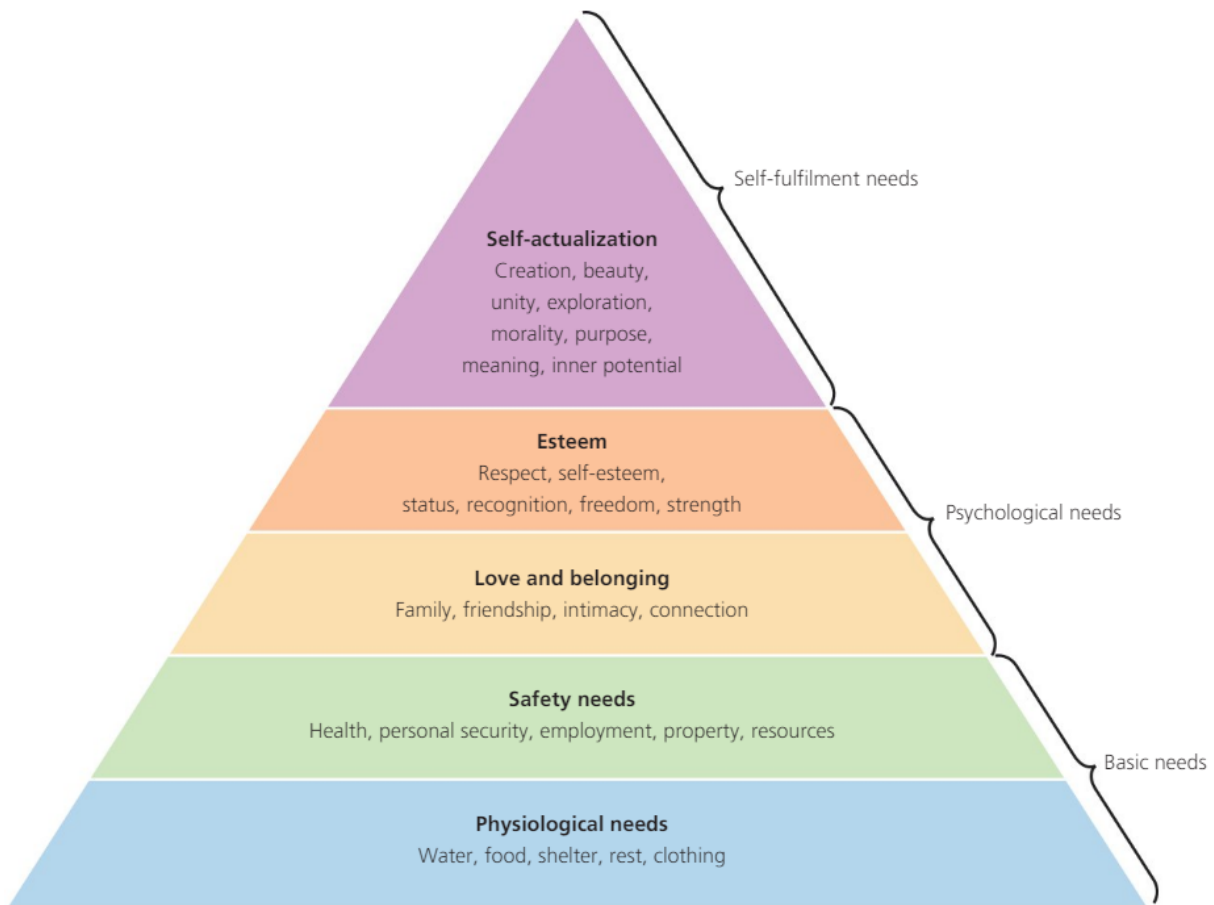 Self-fulfilment needs
Self-actualization
Creation, beauty,
unity, exploration,
morality, purpose,
meaning, inner potential
Esteem
Respect, self-esteem,
status, recognition, freedom, strength
Psychological needs
Love and belonging
Family, friendship, intimacy, connection
Safety needs
Health, personal security, employment, property, resources
Basic needs
Physiological needs
Water, food, shelter, rest, clothing